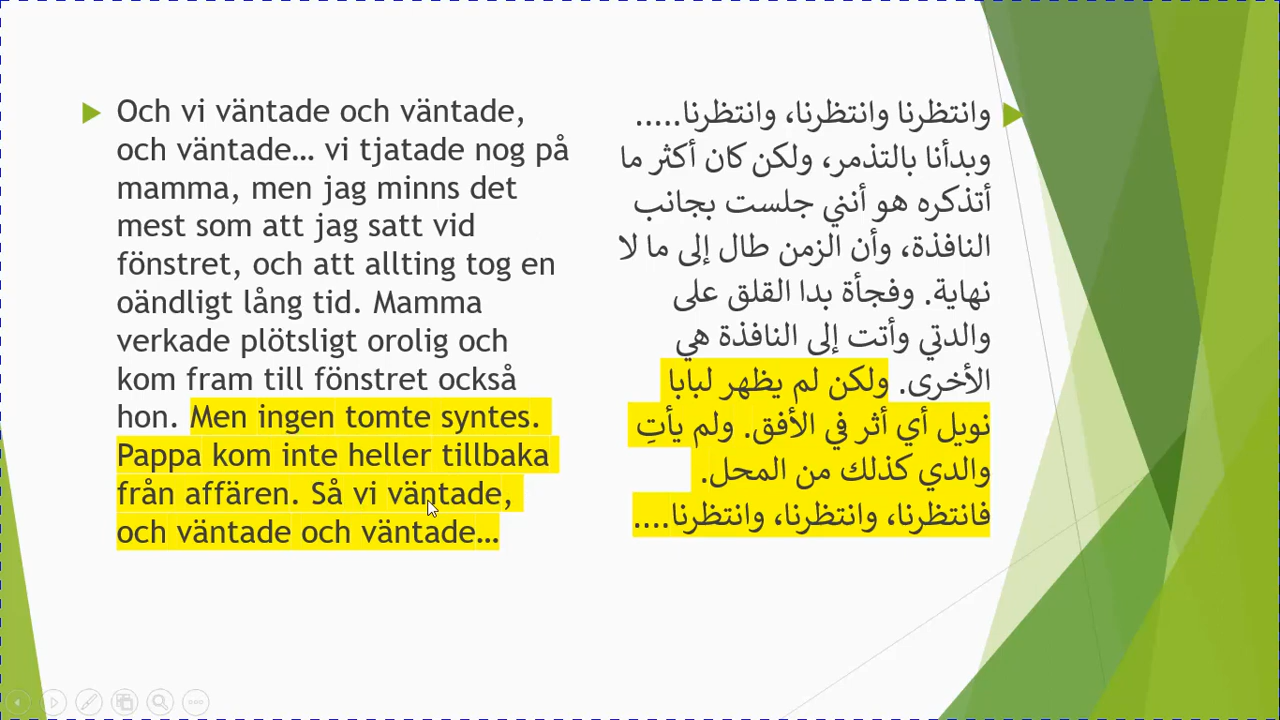 Och vi väntade och väntade,
och väntade… vi tjatade nog på
mamma, men jag minns det
mest som att jag satt vid
fönstret, och att allting tog en
oändligt lång tid. Mamma
verkade plötsligt orolig och
kom fram till fönstret också
hon. Men ingen tomte syntes.
Pappa kom inte heller tillbaka
från affären. Så vi väntade,
och väntade och väntade…
وانتظرنا وانتظرنا، وانتظرنا.....
وبدأنا بالتذمر، ولكن كان أكثر ما
أتذكره هو أنني جلست بجانب
النافذة، وأن الزمن طال إلى ما لا
نهاية. وفجأة بدا القلق على
والدتي وأتت إلى النافذة هي
الأخرى. ولكن لم يظهر لبابا
نويل أي أثر في الأفق. ولم يأتِ
والدي كذلك من المحل.
فانتظرنا، وانتظرنا، وانتظرنا....